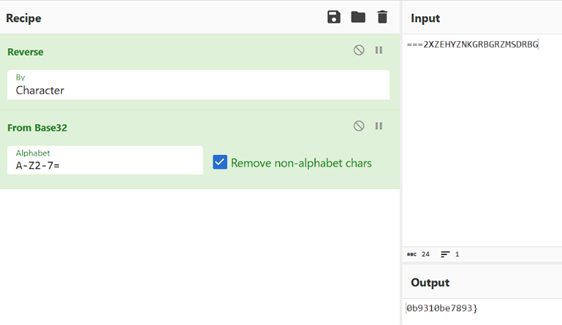 Recipe
Reverse
By
Character
From Base32
Alphabet
A-Z2-7=
Remove non-alphabet chars
Input
===2XZEHYZNKGRBGRZMSDRBG
RBC 24 1
Output
0b9310be7893}